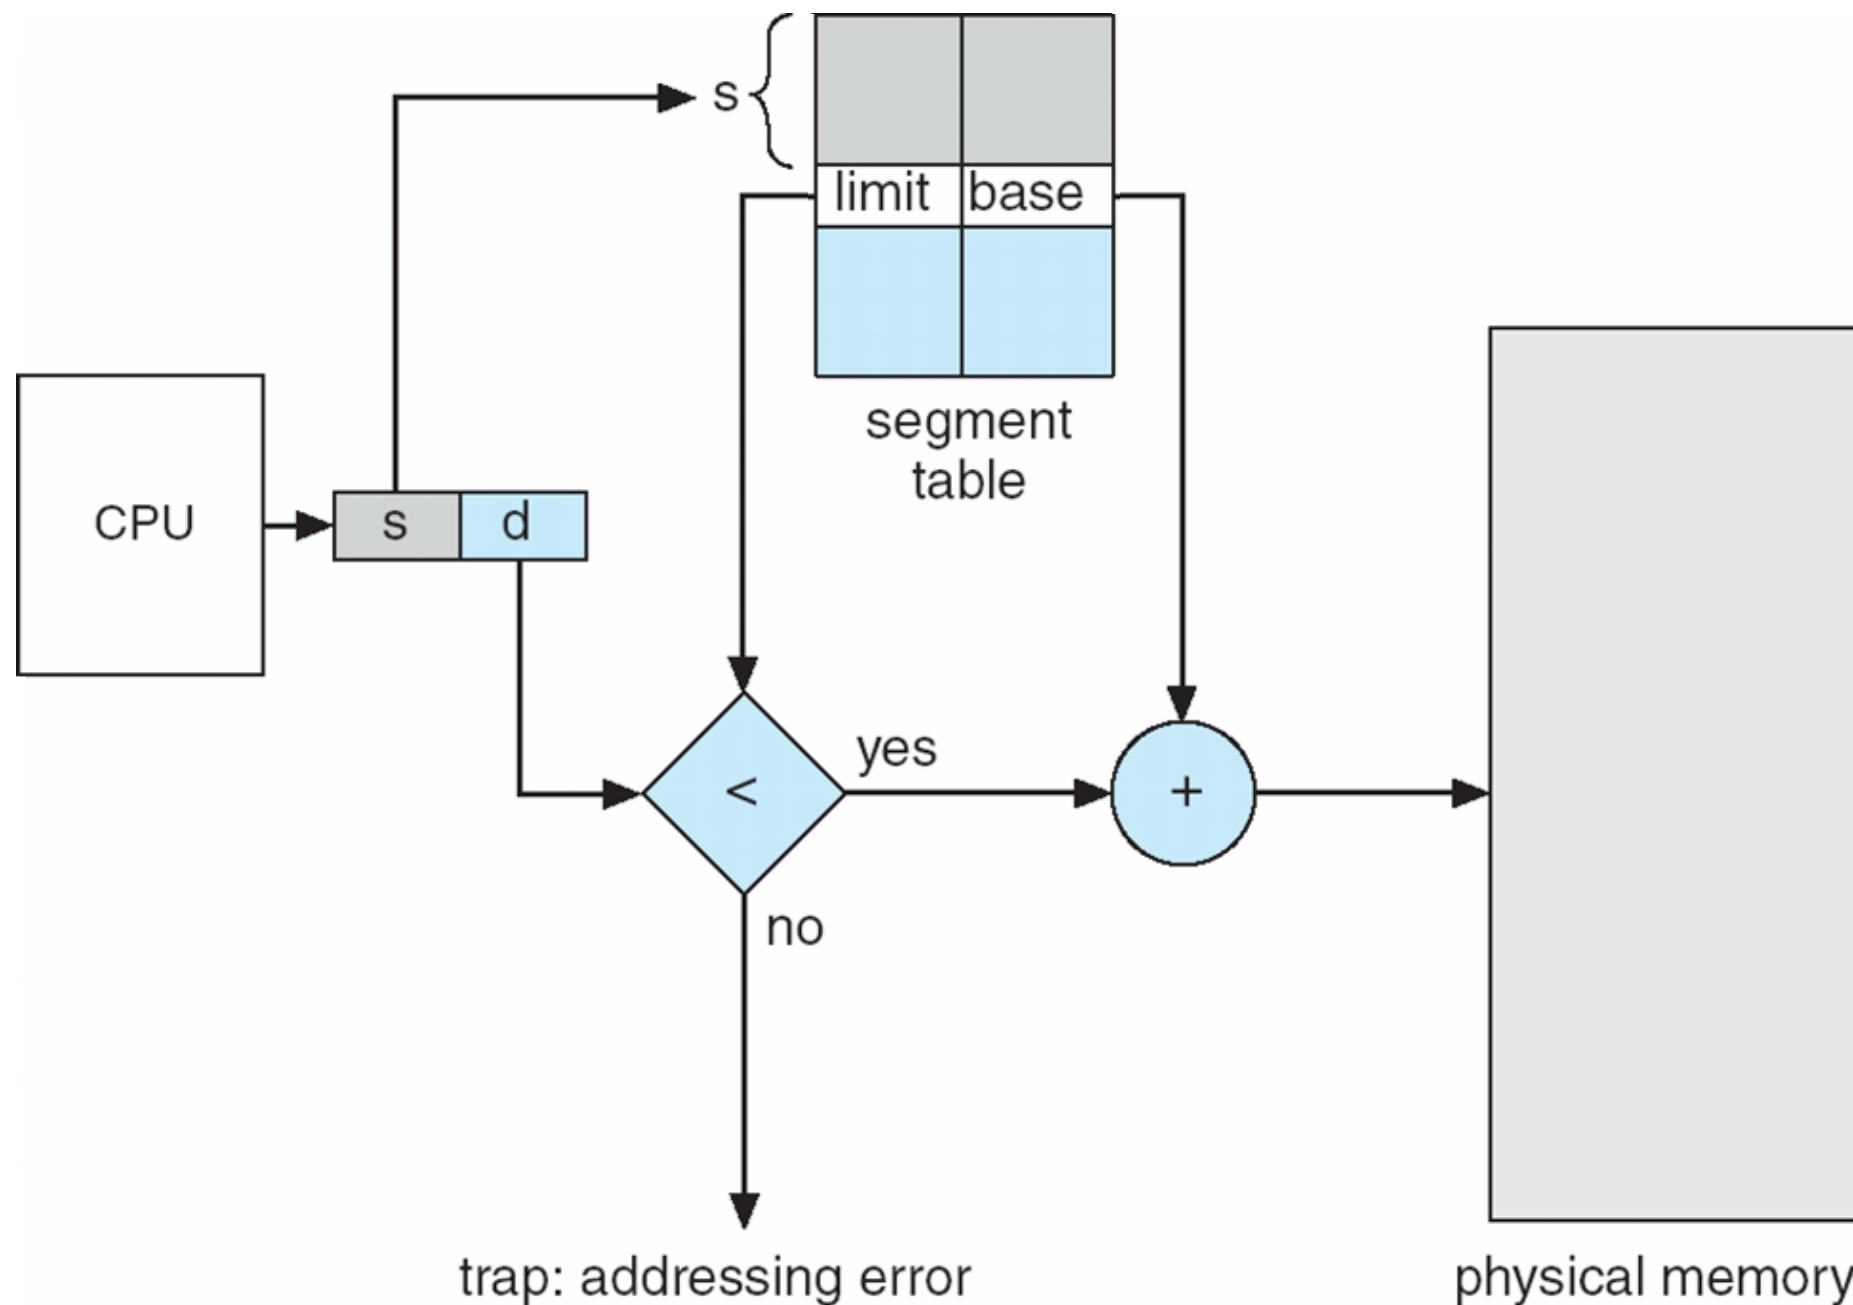 s
limit base
segment
table
CPU
s d
yes
<
+
no
trap: addressing error
physical memory